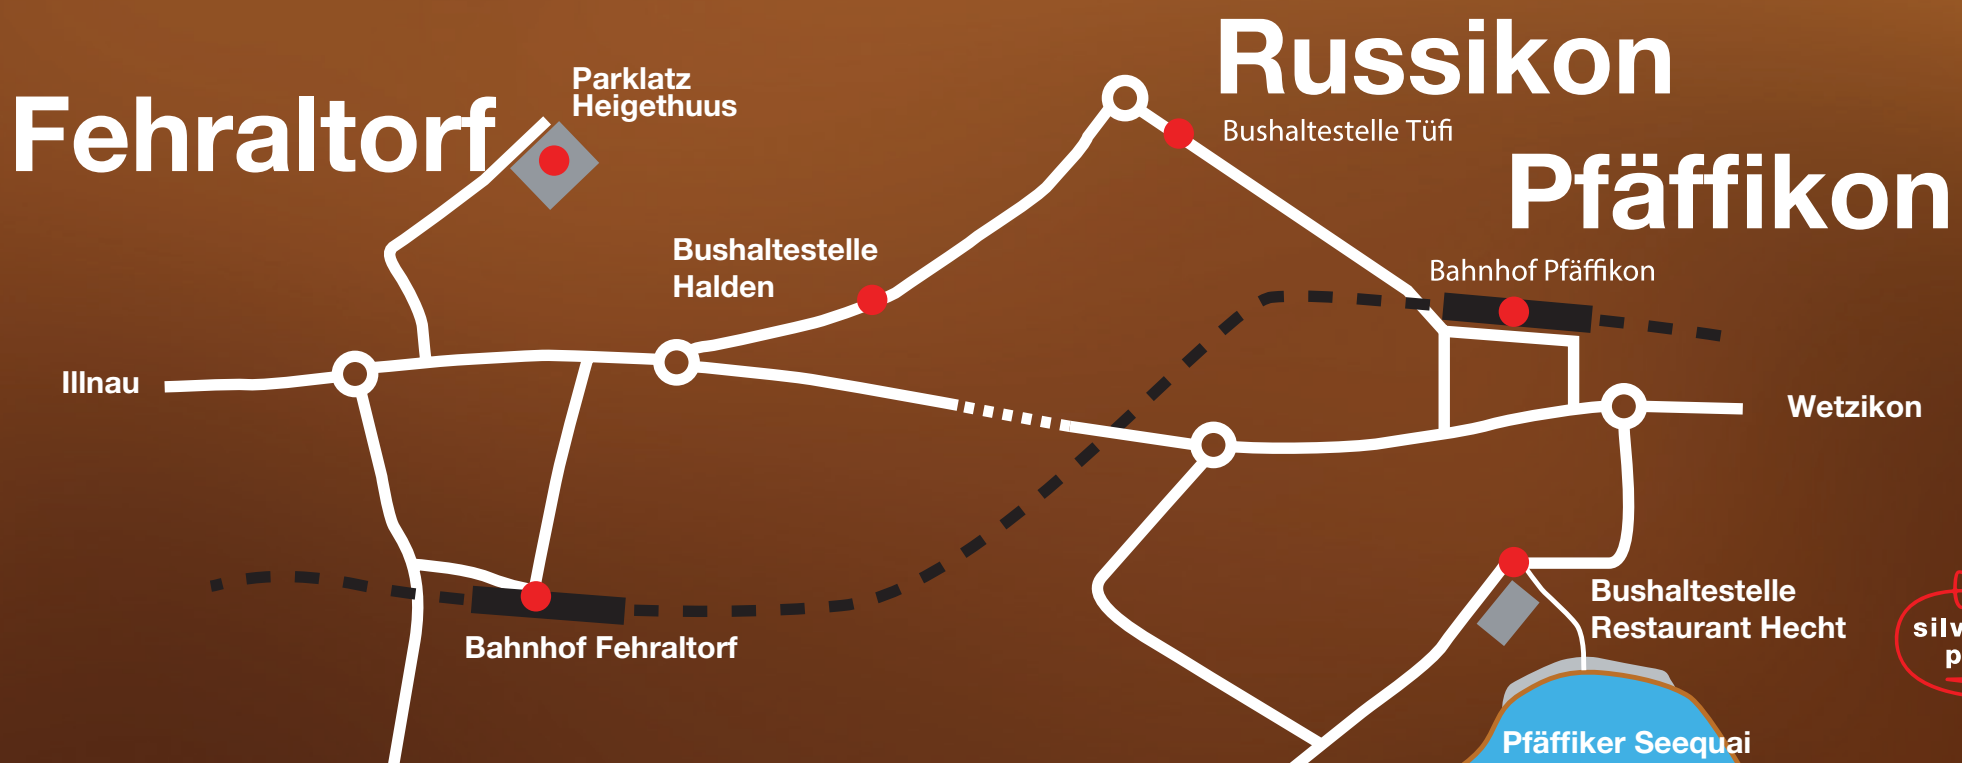 Russikon
Parklatz
Heigethuus
Fehraltorf
Bushaltestelle Tüfi
Pfäffikon
Bushaltestelle
Halden
Bahnhof Pfäffikon
Illnau
Wetzikon
Bushaltestelle
Restaurant Hecht
Bahnhof Fehraltorf
Pfäffiker Seequai